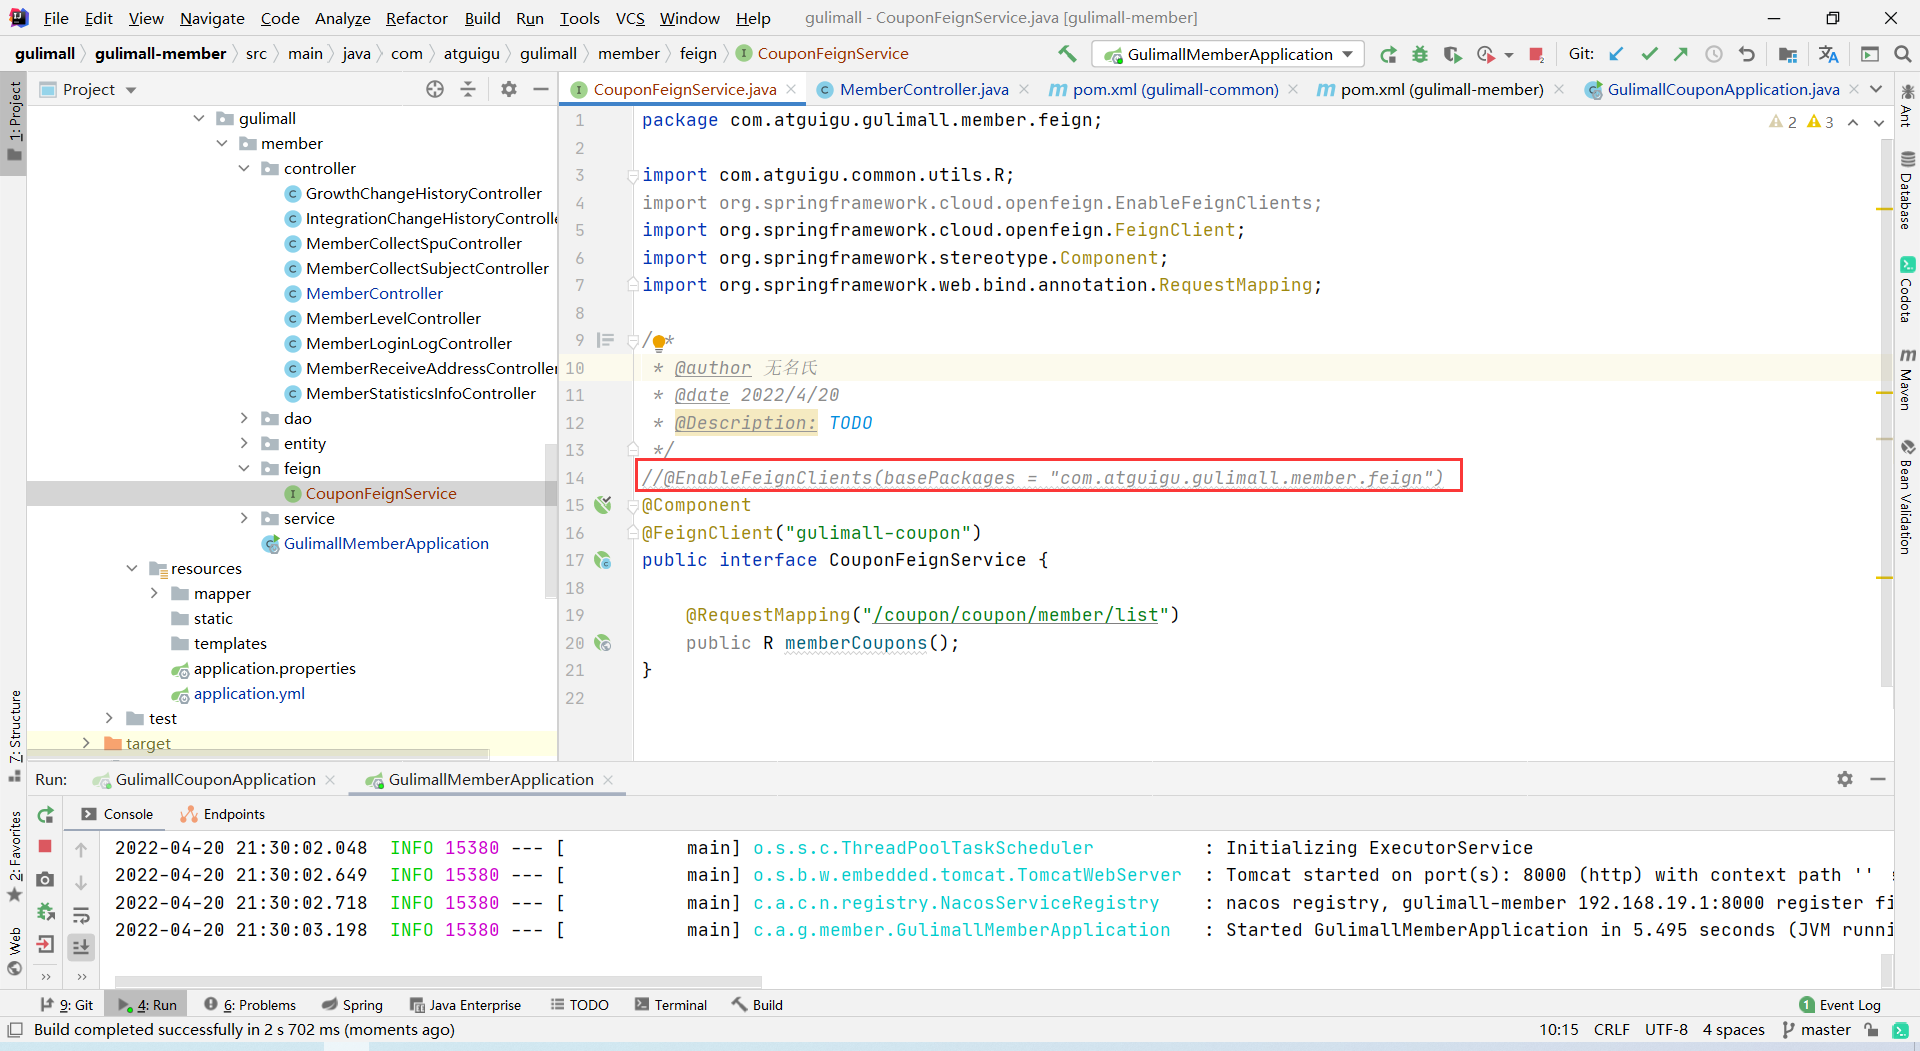 File Edit View Navigate Code Analyze Refactor Build Run Tools VCS Window Help gulimall - CouponFeignService.java [gulimall-member]
gulimall gulimall-member src main java com atguigu gulimall member feign CouponFeignService GulimallMemberApplication Git:
Project
CouponFeignService.java MemberController.java pom.xml (gulimall-common) pom.xml (gulimall-member) GulimallCouponApplication.java
1: Project
7: Structure
2: Favorites
Web
gulimall
member
controller
GrowthChangeHistoryController
IntegrationChangeHistoryControlle
MemberCollectSpuController
MemberCollectSubjectController
MemberController
MemberLevelController
MemberLoginLogController
MemberReceiveAddressController
MemberStatisticsInfoController
dao
entity
feign
CouponFeignService
service
GulimallMemberApplication
resources
mapper
static
templates
application.properties
application.yml
test
target
2 3
1 package com.atguigu.gulimall.member.feign;
2
3 import com.atguigu.common.utils.R;
4 import org.springframework.cloud.openfeign.EnableFeignClients;
5 import org.springframework.cloud.openfeign.FeignClient;
6 import org.springframework.stereotype.Component;
7 import org.springframework.web.bind.annotation.RequestMapping;
8
9 /**
10 * @author 无名氏
11 * @date 2022/4/20
12 * @Description: TODO
13 */
14 //@EnableFeignClients(basePackages = "com.atguigu.gulimall.member.feign")
15 @Component
16 @FeignClient("gulimall-coupon")
17 public interface CouponFeignService {
18
19 @RequestMapping("/coupon/coupon/member/list")
20 public R memberCoupons();
21 }
22
Ant
Database
Codota
Maven
Bean Validation
Run: GulimallCouponApplication GulimallMemberApplication
Console Endpoints
2022-04-20 21:30:02.048 INFO 15380 --- [ main] o.s.s.c.ThreadPoolTaskScheduler : Initializing ExecutorService
2022-04-20 21:30:02.649 INFO 15380 --- [ main] o.s.b.w.embedded.tomcat.TomcatWebServer : Tomcat started on port(s): 8000 (http) with context path ''
2022-04-20 21:30:02.718 INFO 15380 --- [ main] c.a.c.n.registry.NacosServiceRegistry : nacos registry, gulimall-member 192.168.19.1:8000 register fi
2022-04-20 21:30:03.198 INFO 15380 --- [ main] c.a.g.member.GulimallMemberApplication : Started GulimallMemberApplication in 5.495 seconds (JVM runni
9: Git 4: Run 6: Problems Spring Java Enterprise TODO Terminal Build 1 Event Log
Build completed successfully in 2 s 702 ms (moments ago) 10:15 CRLF UTF-8 4 spaces master